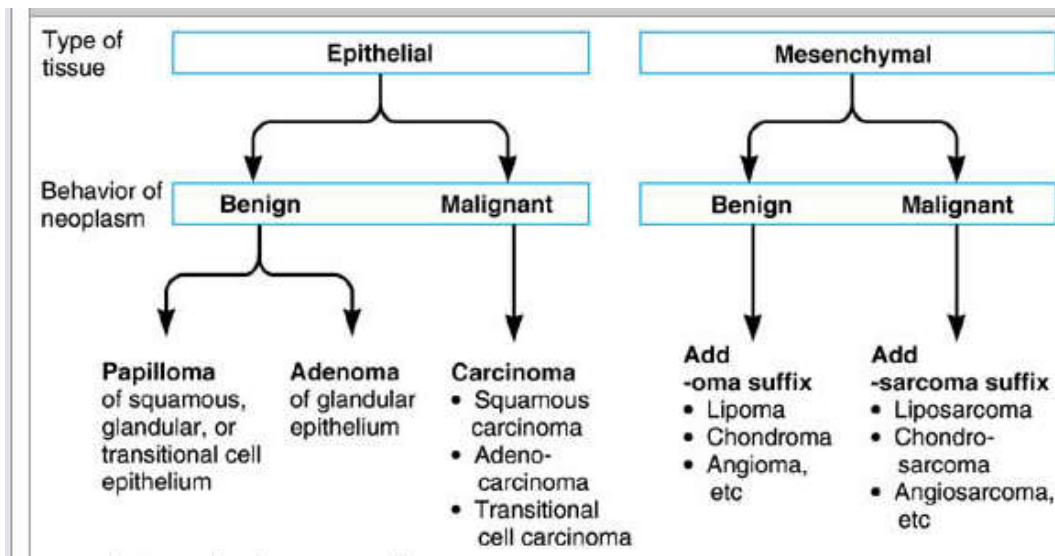 Type of
tissue
Epithelial
Mesenchymal
Behavior of
neoplasm
Benign
Malignant
Benign
Malignant
Papilloma
of squamous,
glandular, or
transitional cell
epithelium
Adenoma
of glandular
epithelium
Carcinoma
• Squamous
carcinoma
• Adeno-
carcinoma
• Transitional
cell carcinoma
Add
-oma suffix
• Lipoma
• Chondroma
• Angioma,
etc
Add
-sarcoma suffix
• Liposarcoma
• Chondro-
sarcoma
• Angiosarcoma,
etc